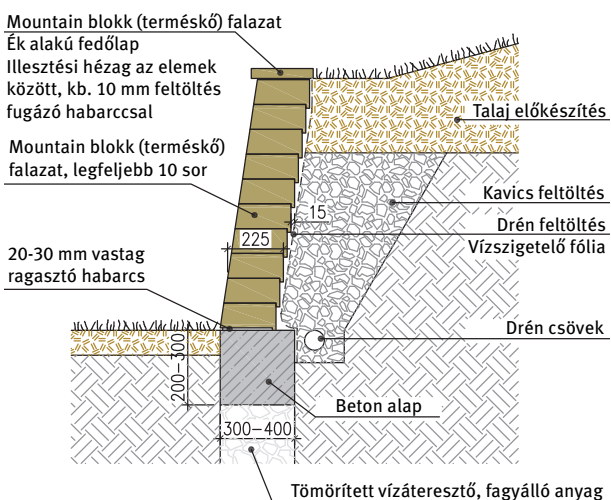 Mountain blokk (terméskő) falazat
Ék alakú fedőlap
Illesztési hézag az elemek
között, kb. 10 mm feltöltés
fugázó habarccsal
Talaj előkészítés
Mountain blokk (terméskő)
falazat, legfeljebb 10 sor
Kavics feltöltés
15
Drén feltöltés
225
Vízszigetelő fólia
20-30 mm vastag
ragasztó habarcs
Drén csövek
200–300
Beton alap
300–400
Tömörített vízáteresztő, fagyálló anyag